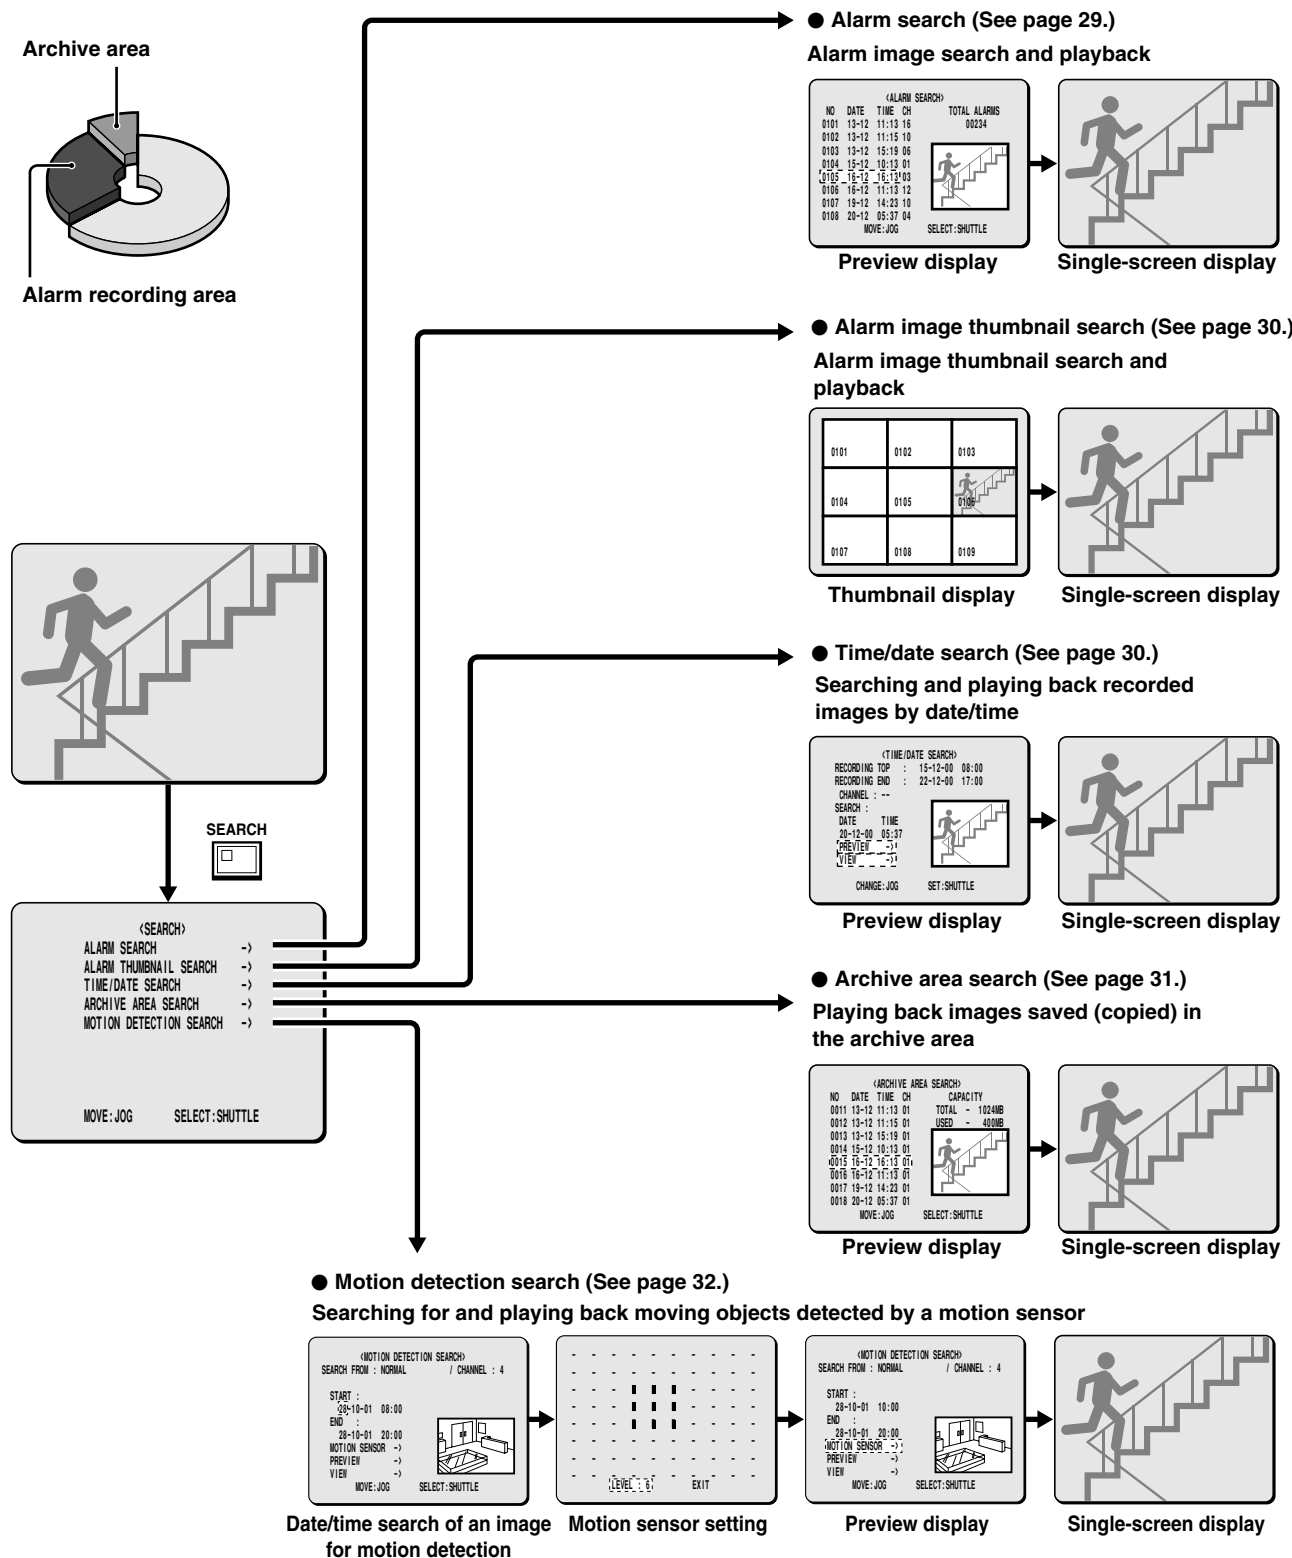 Archive area
Alarm recording area
SEARCH
<SEARCH>
ALARM SEARCH ->
ALARM THUMBNAIL SEARCH ->
TIME/DATE SEARCH ->
ARCHIVE AREA SEARCH ->
MOTION DETECTION SEARCH ->
MOVE:JOG SELECT:SHUTTLE
● Alarm search (See page 29.)
Alarm image search and playback
<ALARM SEARCH>
NO DATE TIME CH TOTAL ALARMS
0101 13-12 11:13 16 00234
0102 13-12 11:15 10
0103 13-12 15:19 06
0104 15-12 10:13 01
0105 16-12 16:13 03
0106 16-12 11:13 12
0107 19-12 14:23 10
0108 20-12 05:37 04
MOVE:JOG SELECT:SHUTTLE
Preview display Single-screen display
● Alarm image thumbnail search (See page 30.)
Alarm image thumbnail search and
playback
0101 0102 0103
0104 0105 0106
0107 0108 0109
Thumbnail display Single-screen display
● Time/date search (See page 30.)
Searching and playing back recorded
images by date/time
<TIME/DATE SEARCH>
RECORDING TOP : 15-12-00 08:00
RECORDING END : 22-12-00 17:00
CHANNEL : --
SEARCH :
DATE TIME
20-12-00 05:37
PREVIEW ->
VIEW ->
CHANGE:JOG SET:SHUTTLE
Preview display Single-screen display
● Archive area search (See page 31.)
Playing back images saved (copied) in
the archive area
<ARCHIVE AREA SEARCH>
NO DATE TIME CH CAPACITY
0011 13-12 11:13 01 TOTAL - 1024MB
0012 13-12 11:15 01 USED - 400MB
0013 13-12 15:19 01
0014 15-12 10:13 01
0015 16-12 16:13 01
0016 16-12 11:13 01
0017 19-12 14:23 01
0018 20-12 05:37 01
MOVE:JOG SELECT:SHUTTLE
Preview display Single-screen display
● Motion detection search (See page 32.)
Searching for and playing back moving objects detected by a motion sensor
<MOTION DETECTION SEARCH>
SEARCH FROM : NORMAL / CHANNEL : 4
START :
28-10-01 08:00
END :
28-10-01 20:00
MOTION SENSOR ->
PREVIEW ->
VIEW ->
MOVE:JOG SELECT:SHUTTLE
Date/time search of an image
for motion detection
LEVEL : 6 EXIT
Motion sensor setting
<MOTION DETECTION SEARCH>
SEARCH FROM : NORMAL / CHANNEL : 4
START :
28-10-01 10:00
END :
28-10-01 20:00
MOTION SENSOR ->
PREVIEW ->
VIEW ->
MOVE:JOG SELECT:SHUTTLE
Preview display
Single-screen display